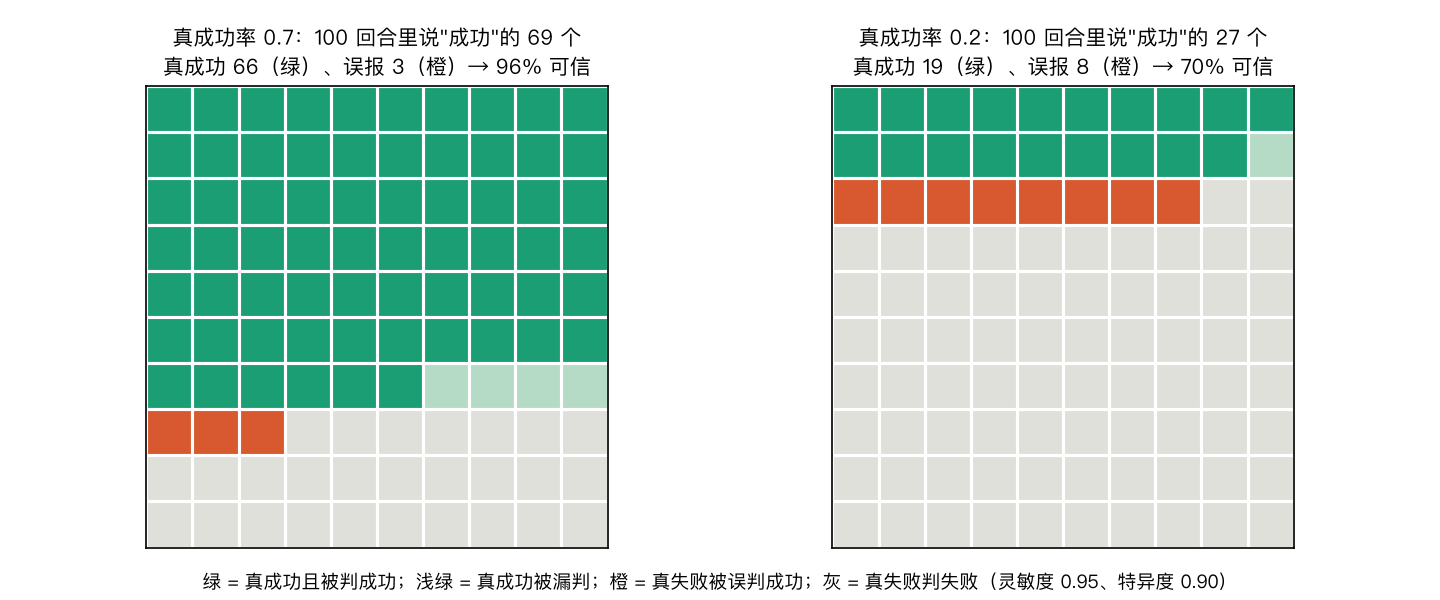 真成功率 0.7：100 回合里说"成功"的 69 个
真成功 66（绿）、误报 3（橙）→ 96% 可信
真成功率 0.2：100 回合里说"成功"的 27 个
真成功 19（绿）、误报 8（橙）→ 70% 可信
绿 = 真成功且被判成功；浅绿 = 真成功被漏判；橙 = 真失败被误判成功；灰 = 真失败判失败（灵敏度 0.95、特异度 0.90）